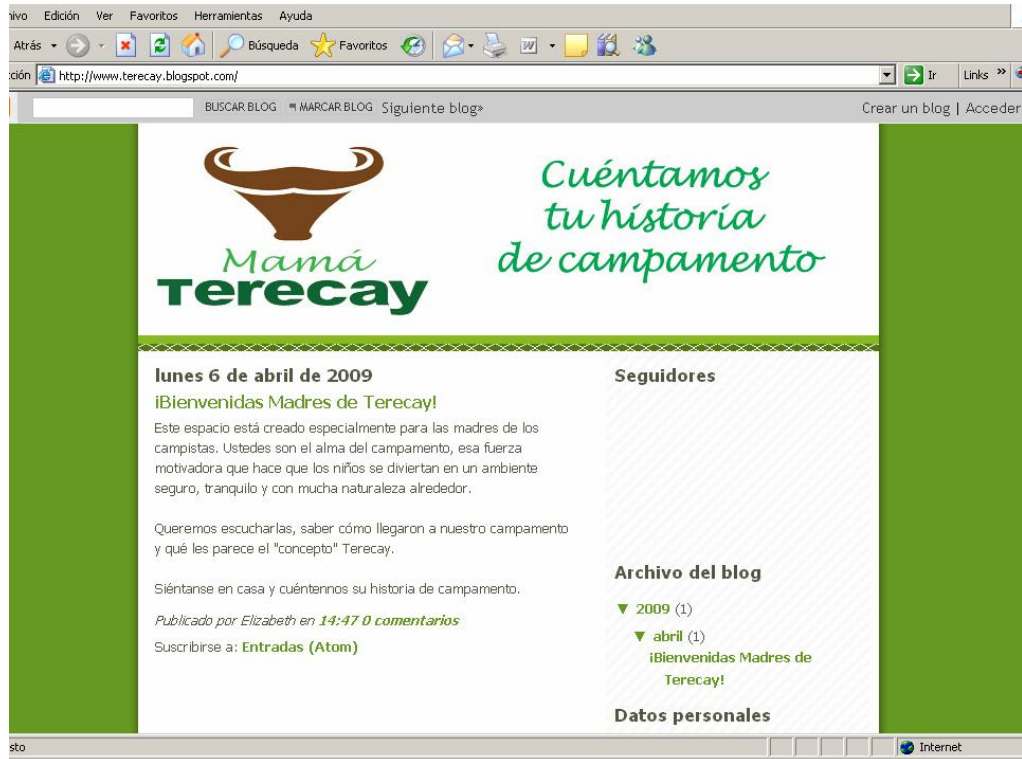 ivo Edición Ver Favoritos Herramientas Ayuda
Atrás Búsqueda Favoritos
ción http://www.terecay.blogspot.com/ Ir Links »
BUSCAR BLOG MARCAR BLOG Siguiente blog» Crear un blog | Acceder
Mamá
Terecay
Cuéntamos
tu historia
de campamento
lunes 6 de abril de 2009
¡Bienvenidas Madres de Terecay!
Este espacio está creado especialmente para las madres de los
campistas. Ustedes son el alma del campamento, esa fuerza
motivadora que hace que los niños se diviertan en un ambiente
seguro, tranquilo y con mucha naturaleza alrededor.
Queremos escucharlas, saber cómo llegaron a nuestro campamento
y qué les parece el "concepto" Terecay.
Siéntanse en casa y cuéntennos su historia de campamento.
Publicado por Elizabeth en 14:47 0 comentarios
Suscribirse a: Entradas (Atom)
Seguidores
Archivo del blog
▼ 2009 (1)
▼ abril (1)
¡Bienvenidas Madres de
Terecay!
Datos personales
sto Internet